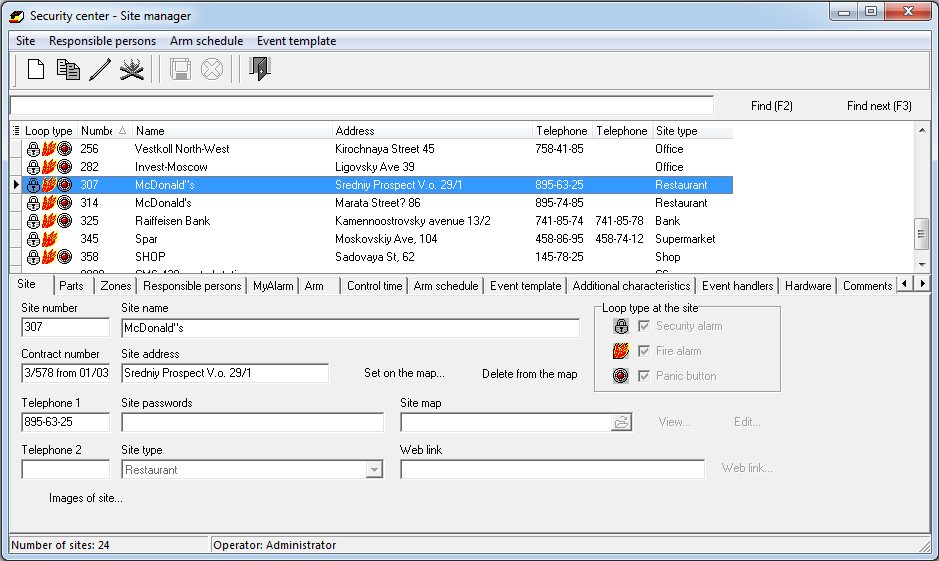 Security center - Site manager
Site Responsible persons Arm schedule Event template
Find (F2) Find next (F3)
Loop type Numbe Name Address Telephone Telephone Site type
256 Vestkoll North-West Kirochnaya Street 45 758-41-85 Office
282 Invest-Moscow Ligovsky Ave 39 Office
307 McDonald''s Sredniy Prospect V.o. 29/1 895-63-25 Restaurant
314 McDonald's Marata Street? 86 895-74-85 Restaurant
325 Raiffeisen Bank Kamennoostrovsky avenue 13/2 741-85-74 741-85-78 Bank
345 Spar Moskovskiy Ave, 104 458-86-95 458-74-12 Supermarket
358 SHOP Sadovaya St, 62 145-78-25 Shop
Site Parts Zones Responsible persons MyAlarm Arm Control time Arm schedule Event template Additional characteristics Event handlers Hardware Comments
Site number Site name Loop type at the site
307 McDonald''s Security alarm
Contract number Site address Fire alarm
3/578 from 01/03 Sredniy Prospect V.o. 29/1 Set on the map... Delete from the map Panic button
Telephone 1 Site passwords Site map
895-63-25 View... Edit...
Telephone 2 Site type Web link
Restaurant Web link...
Images of site...
Number of sites: 24 Operator: Administrator